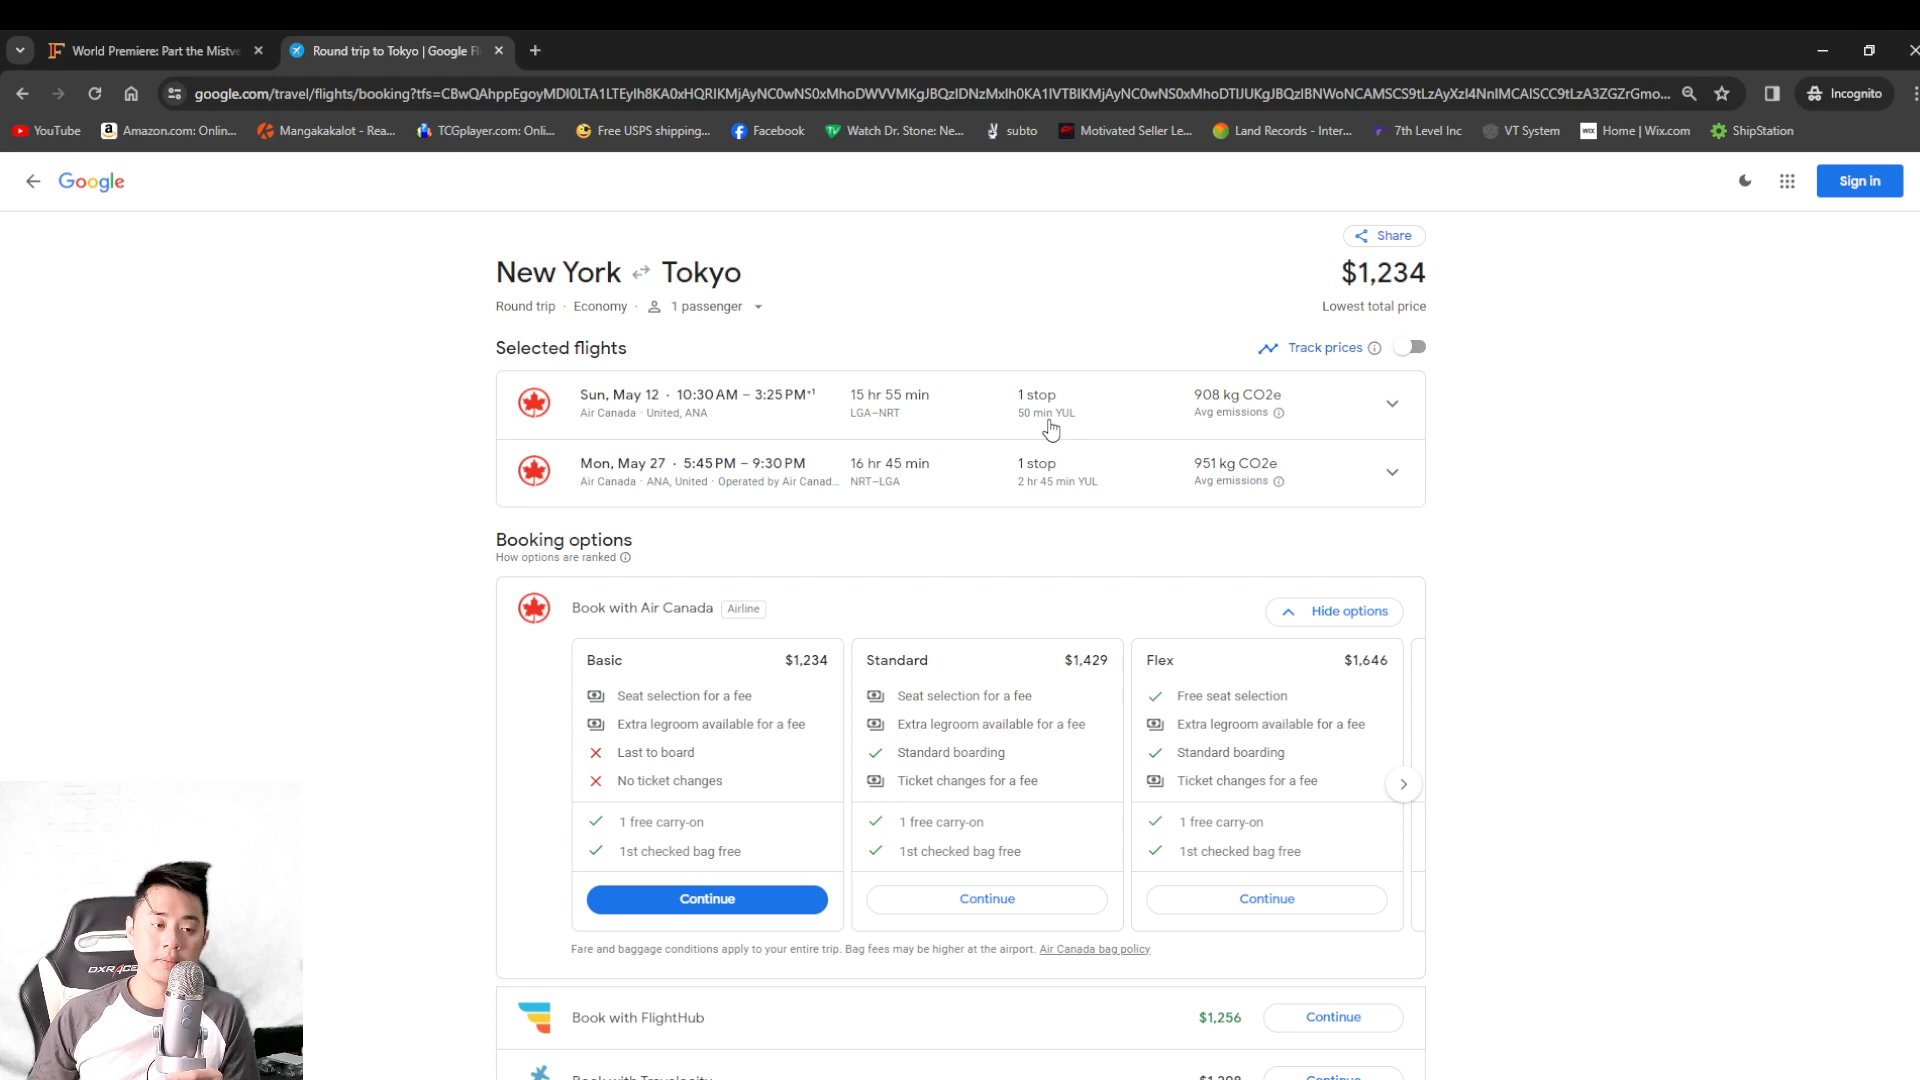 World Premiere: Part the Mistve
Round trip to Tokyo | Google Fl
google.com/travel/flights/booking?tfs=
Incognito
YouTube
Amazon.com: Onlin...
Mangakakalot - Rea...
TCGplayer.com: Onli...
Free USPS shipping...
Facebook
Watch Dr. Stone: Ne...
subto
Motivated Seller Le...
Land Records - Inter...
7th Level Inc
VT System
WIX
Home | Wix.com
ShipStation
Google
Sign in
Share
New York Tokyo
$1,234
Round trip · Economy · 1 passenger
Lowest total price
Selected flights
Track prices
Sun, May 12 · 10:30 AM – 3:25 PM+1
15 hr 55 min
1 stop
908 kg CO2e
Air Canada · United, ANA
LGA–NRT
50 min YUL
Avg emissions
Mon, May 27 · 5:45 PM – 9:30 PM
16 hr 45 min
1 stop
951 kg CO2e
Air Canada · ANA, United · Operated by Air Canad...
NRT–LGA
2 hr 45 min YUL
Avg emissions
Booking options
How options are ranked
Book with Air Canada
Airline
Hide options
Basic $1,234
Seat selection for a fee
Extra legroom available for a fee
Last to board
No ticket changes
1 free carry-on
1st checked bag free
Continue
Standard $1,429
Seat selection for a fee
Extra legroom available for a fee
Standard boarding
Ticket changes for a fee
1 free carry-on
1st checked bag free
Continue
Flex $1,646
Free seat selection
Extra legroom available for a fee
Standard boarding
Ticket changes for a fee
1 free carry-on
1st checked bag free
Continue
Fare and baggage conditions apply to your entire trip. Bag fees may be higher at the airport. Air Canada bag policy
Book with FlightHub
$1,256
Continue
DXRACE